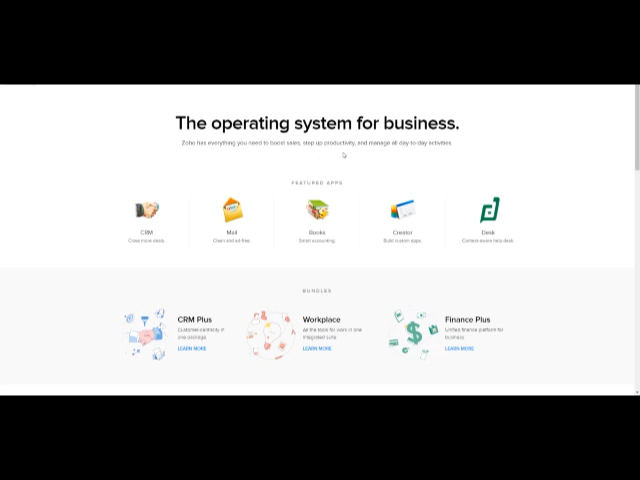 The operating system for business.
Zoho has everything you need to boost sales, step up productivity, and manage all day-to-day activities.
FEATURED APPS
CRM
Close more deals.
Mail
Clean and ad-free.
Books
Smart accounting.
Creator
Build custom apps.
Desk
Context-aware help desk.
BUNDLES
CRM Plus
Customer-centricity in
one package.
LEARN MORE
Workplace
All the tools for work in one
integrated suite.
LEARN MORE
Finance Plus
Unified finance platform for
business.
LEARN MORE